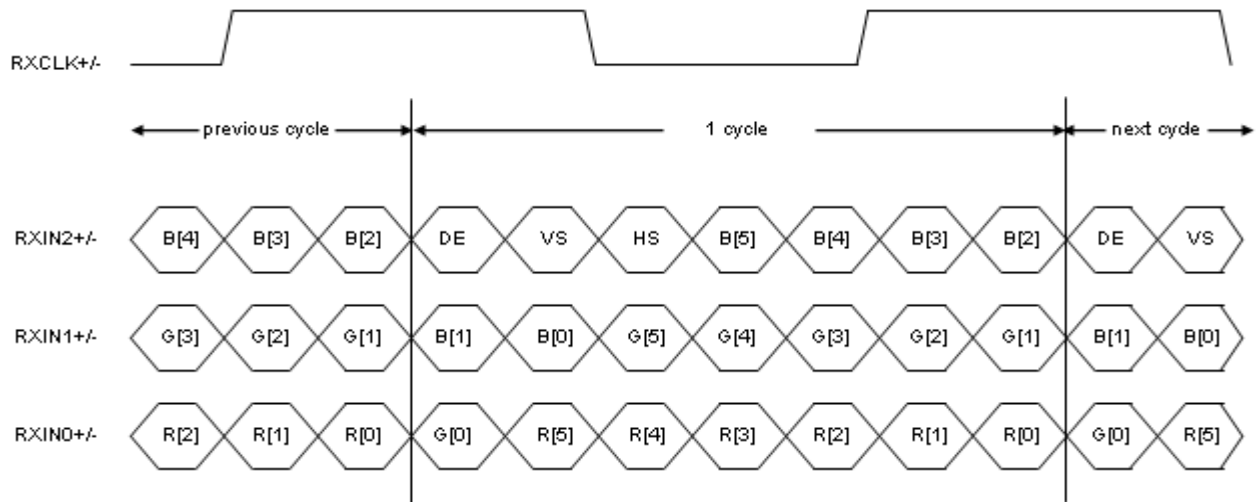 RXCLK+/-
previous cycle 1 cycle next cycle
RXIN2+/- B[4] B[3] B[2] DE VS HS B[5] B[4] B[3] B[2] DE VS
RXIN1+/- G[3] G[2] G[1] B[1] B[0] G[5] G[4] G[3] G[2] G[1] B[1] B[0]
RXIN0+/- R[2] R[1] R[0] G[0] R[5] R[4] R[3] R[2] R[1] R[0] G[0] R[5]